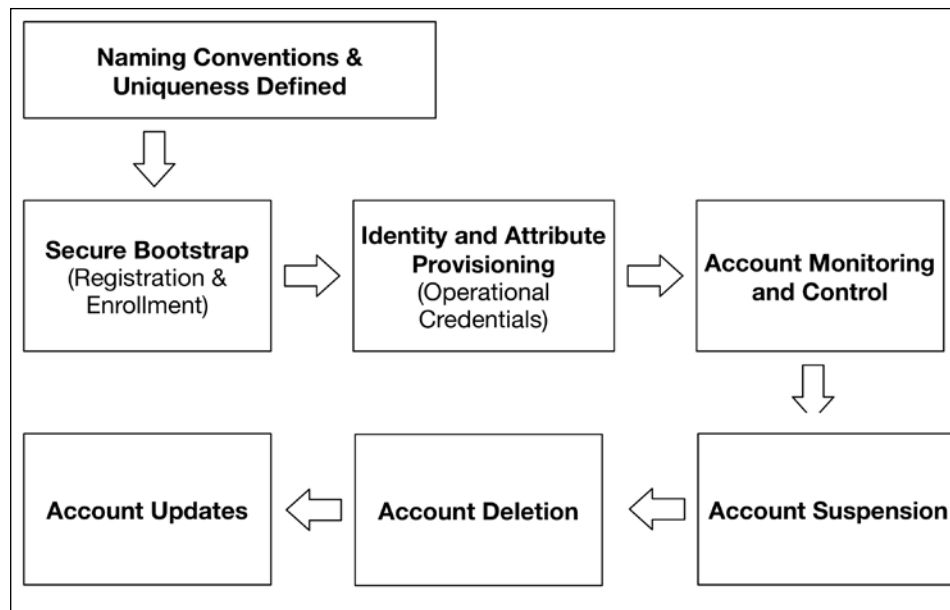 Naming Conventions &
Uniqueness Defined
Secure Bootstrap
(Registration &
Enrollment)
Identity and Attribute
Provisioning
(Operational
Credentials)
Account Monitoring
and Control
Account Updates
Account Deletion
Account Suspension